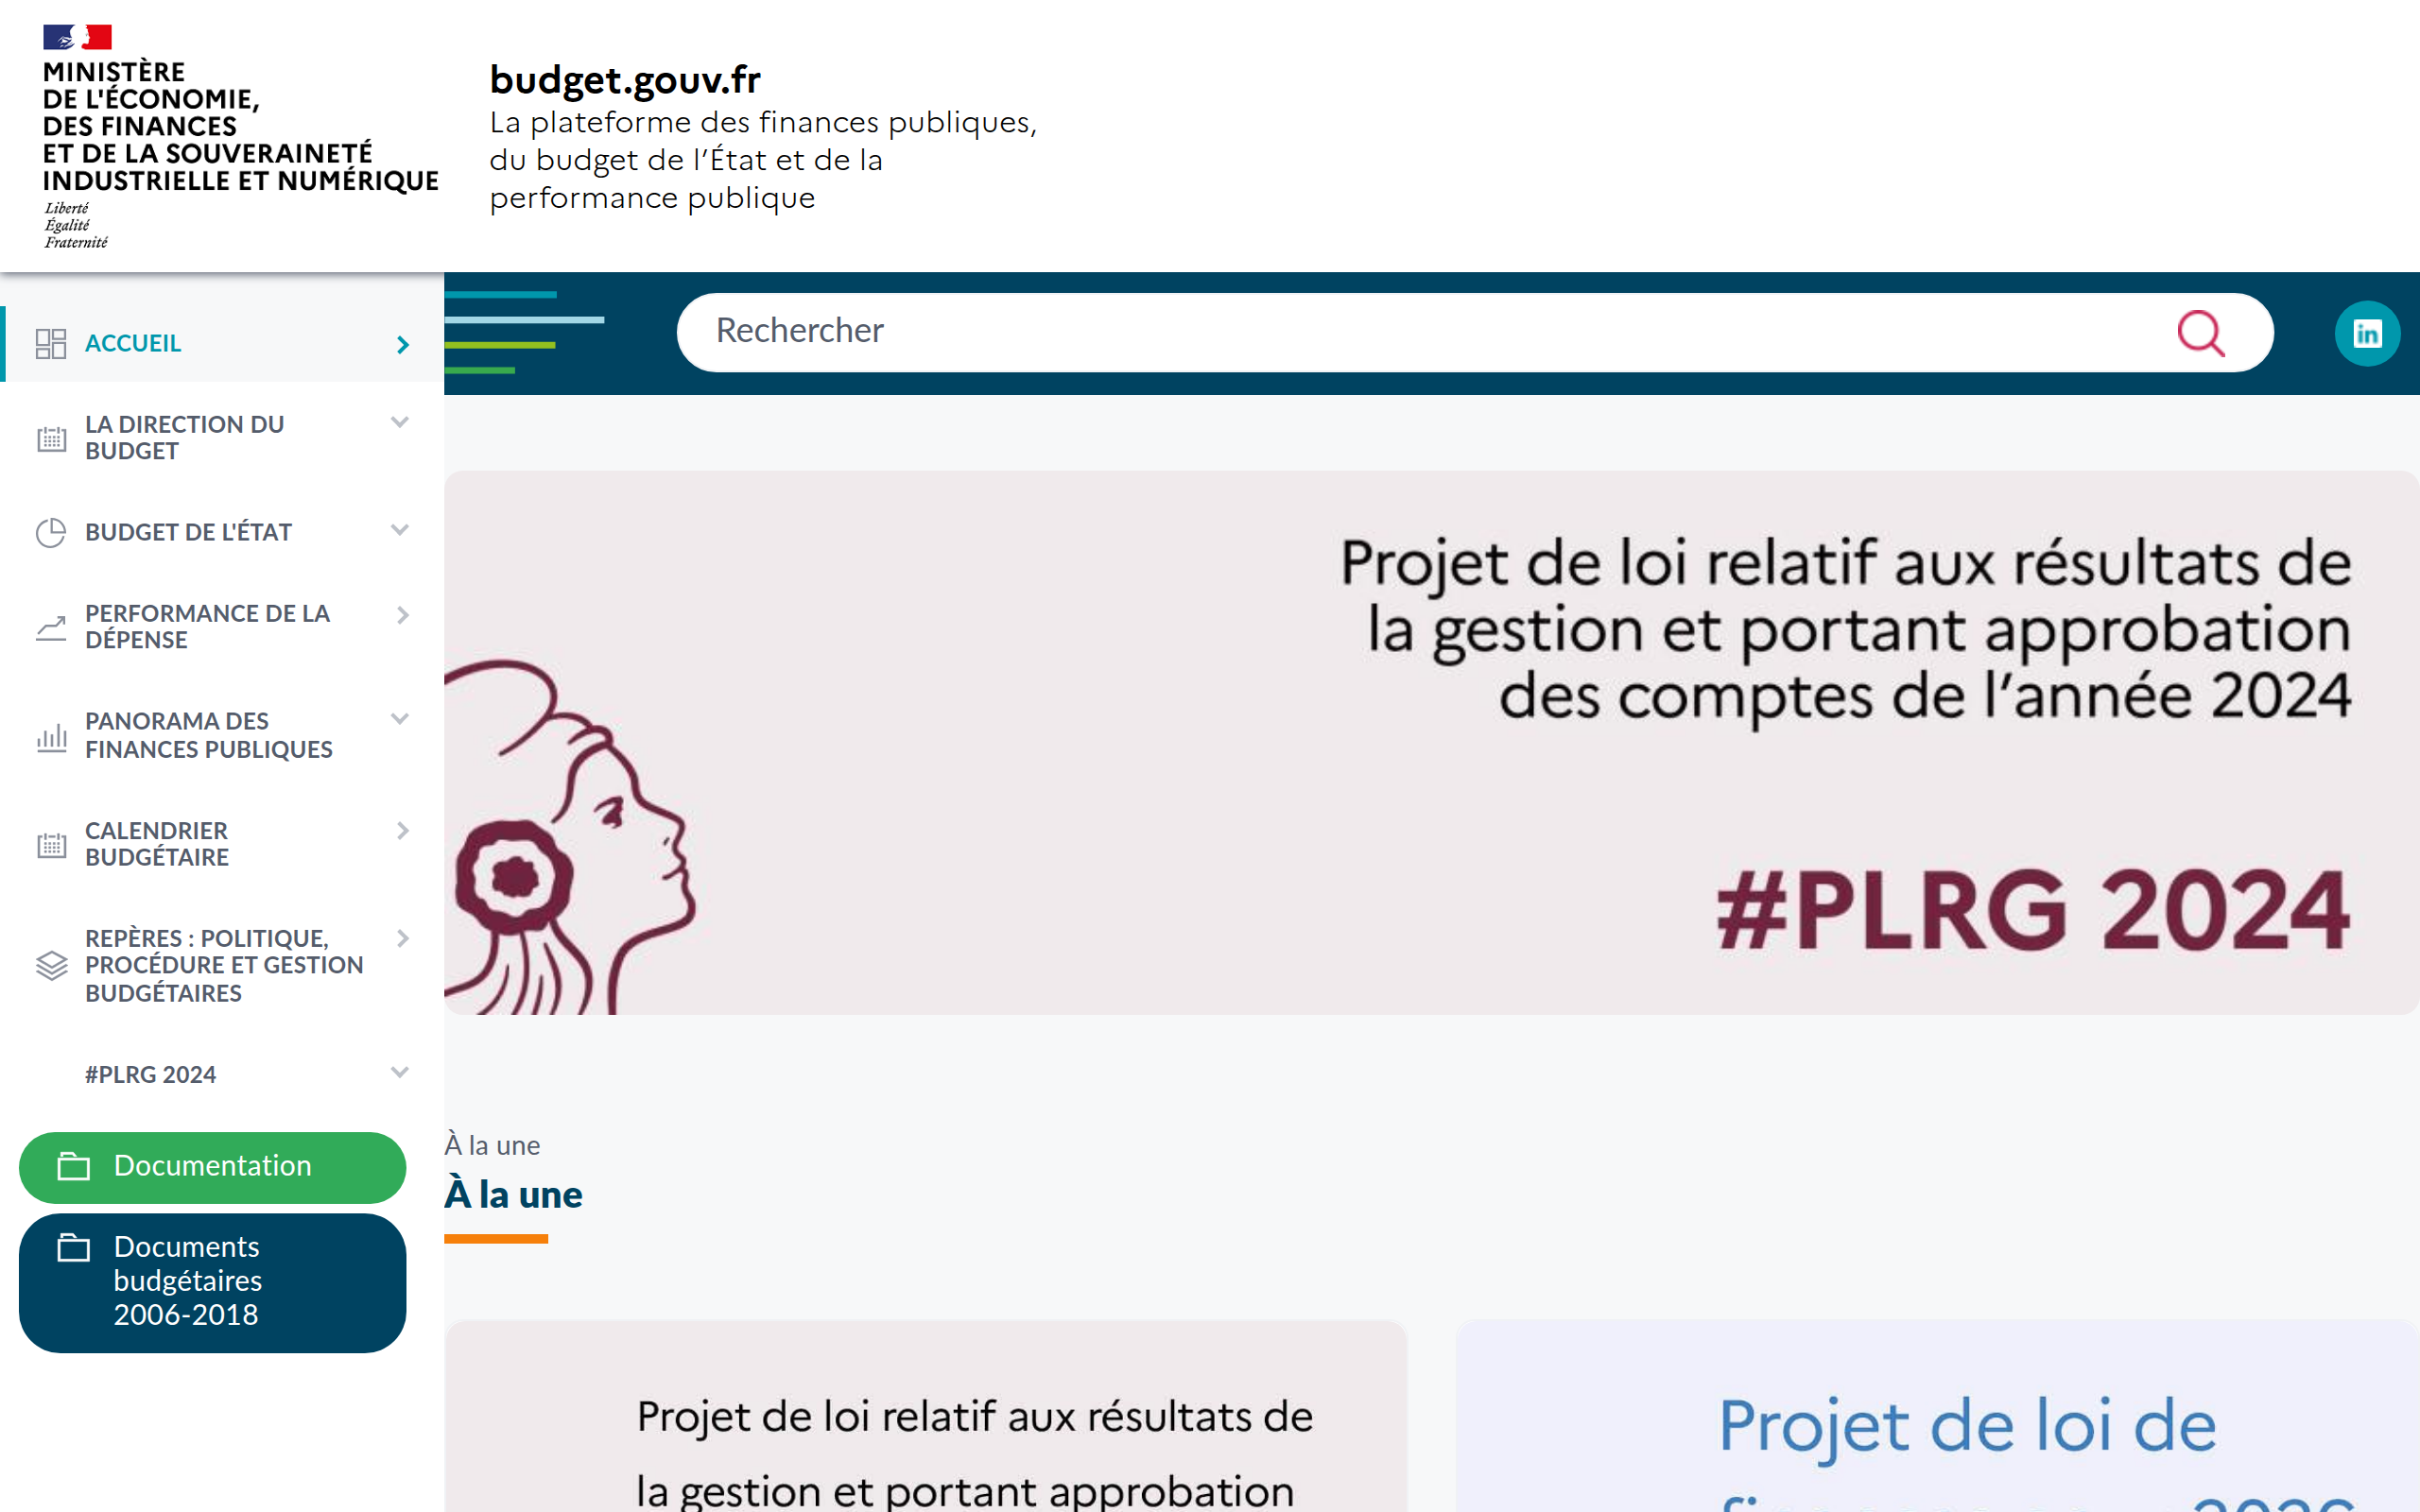 MINISTÈRE
DE L'ÉCONOMIE,
DES FINANCES
ET DE LA SOUVERAINETÉ
INDUSTRIELLE ET NUMÉRIQUE
Liberté
Égalité
Fraternité
budget.gouv.fr
La plateforme des finances publiques,
du budget de l’État et de la
performance publique
Rechercher
in
ACCUEIL
LA DIRECTION DU
BUDGET
BUDGET DE L'ÉTAT
PERFORMANCE DE LA
DÉPENSE
PANORAMA DES
FINANCES PUBLIQUES
CALENDRIER
BUDGÉTAIRE
REPÈRES : POLITIQUE,
PROCÉDURE ET GESTION
BUDGÉTAIRES
#PLRG 2024
Documentation
Documents
budgétaires
2006-2018
Projet de loi relatif aux résultats de
la gestion et portant approbation
des comptes de l’année 2024
#PLRG 2024
À la une
À la une
Projet de loi relatif aux résultats de
la gestion et portant approbation
Projet de loi de